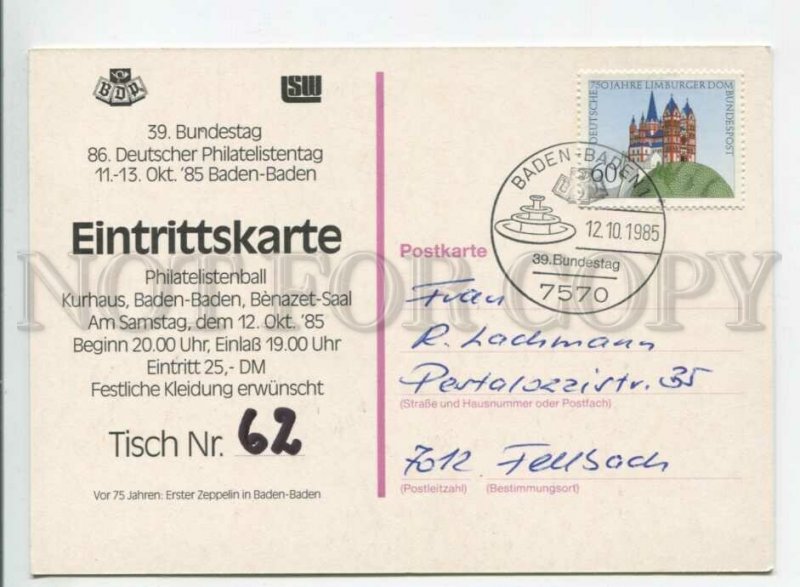 BDPh
LSW
39. Bundestag
86. Deutscher Philatelistentag
11.-13. Okt. '85 Baden-Baden
Eintrittskarte
Philatelistenball
Kurhaus, Baden-Baden, Bènazet-Saal
Am Samstag, dem 12. Okt. '85
Beginn 20.00 Uhr, Einlaß 19.00 Uhr
Eintritt 25,- DM
Festliche Kleidung erwünscht
Tisch Nr. 62
Vor 75 Jahren: Erster Zeppelin in Baden-Baden
750 JAHRE LIMBURGER DOM
DEUTSCHE BUNDESPOST
60
BADEN-BADEN 1
12.10.1985
39. Bundestag
7570
Postkarte
Frau
R. Lachmann
Pestalozzistr. 35
(Straße und Hausnummer oder Postfach)
7012 Fellbach
(Postleitzahl) (Bestimmungsort)
NOT FOR COPY